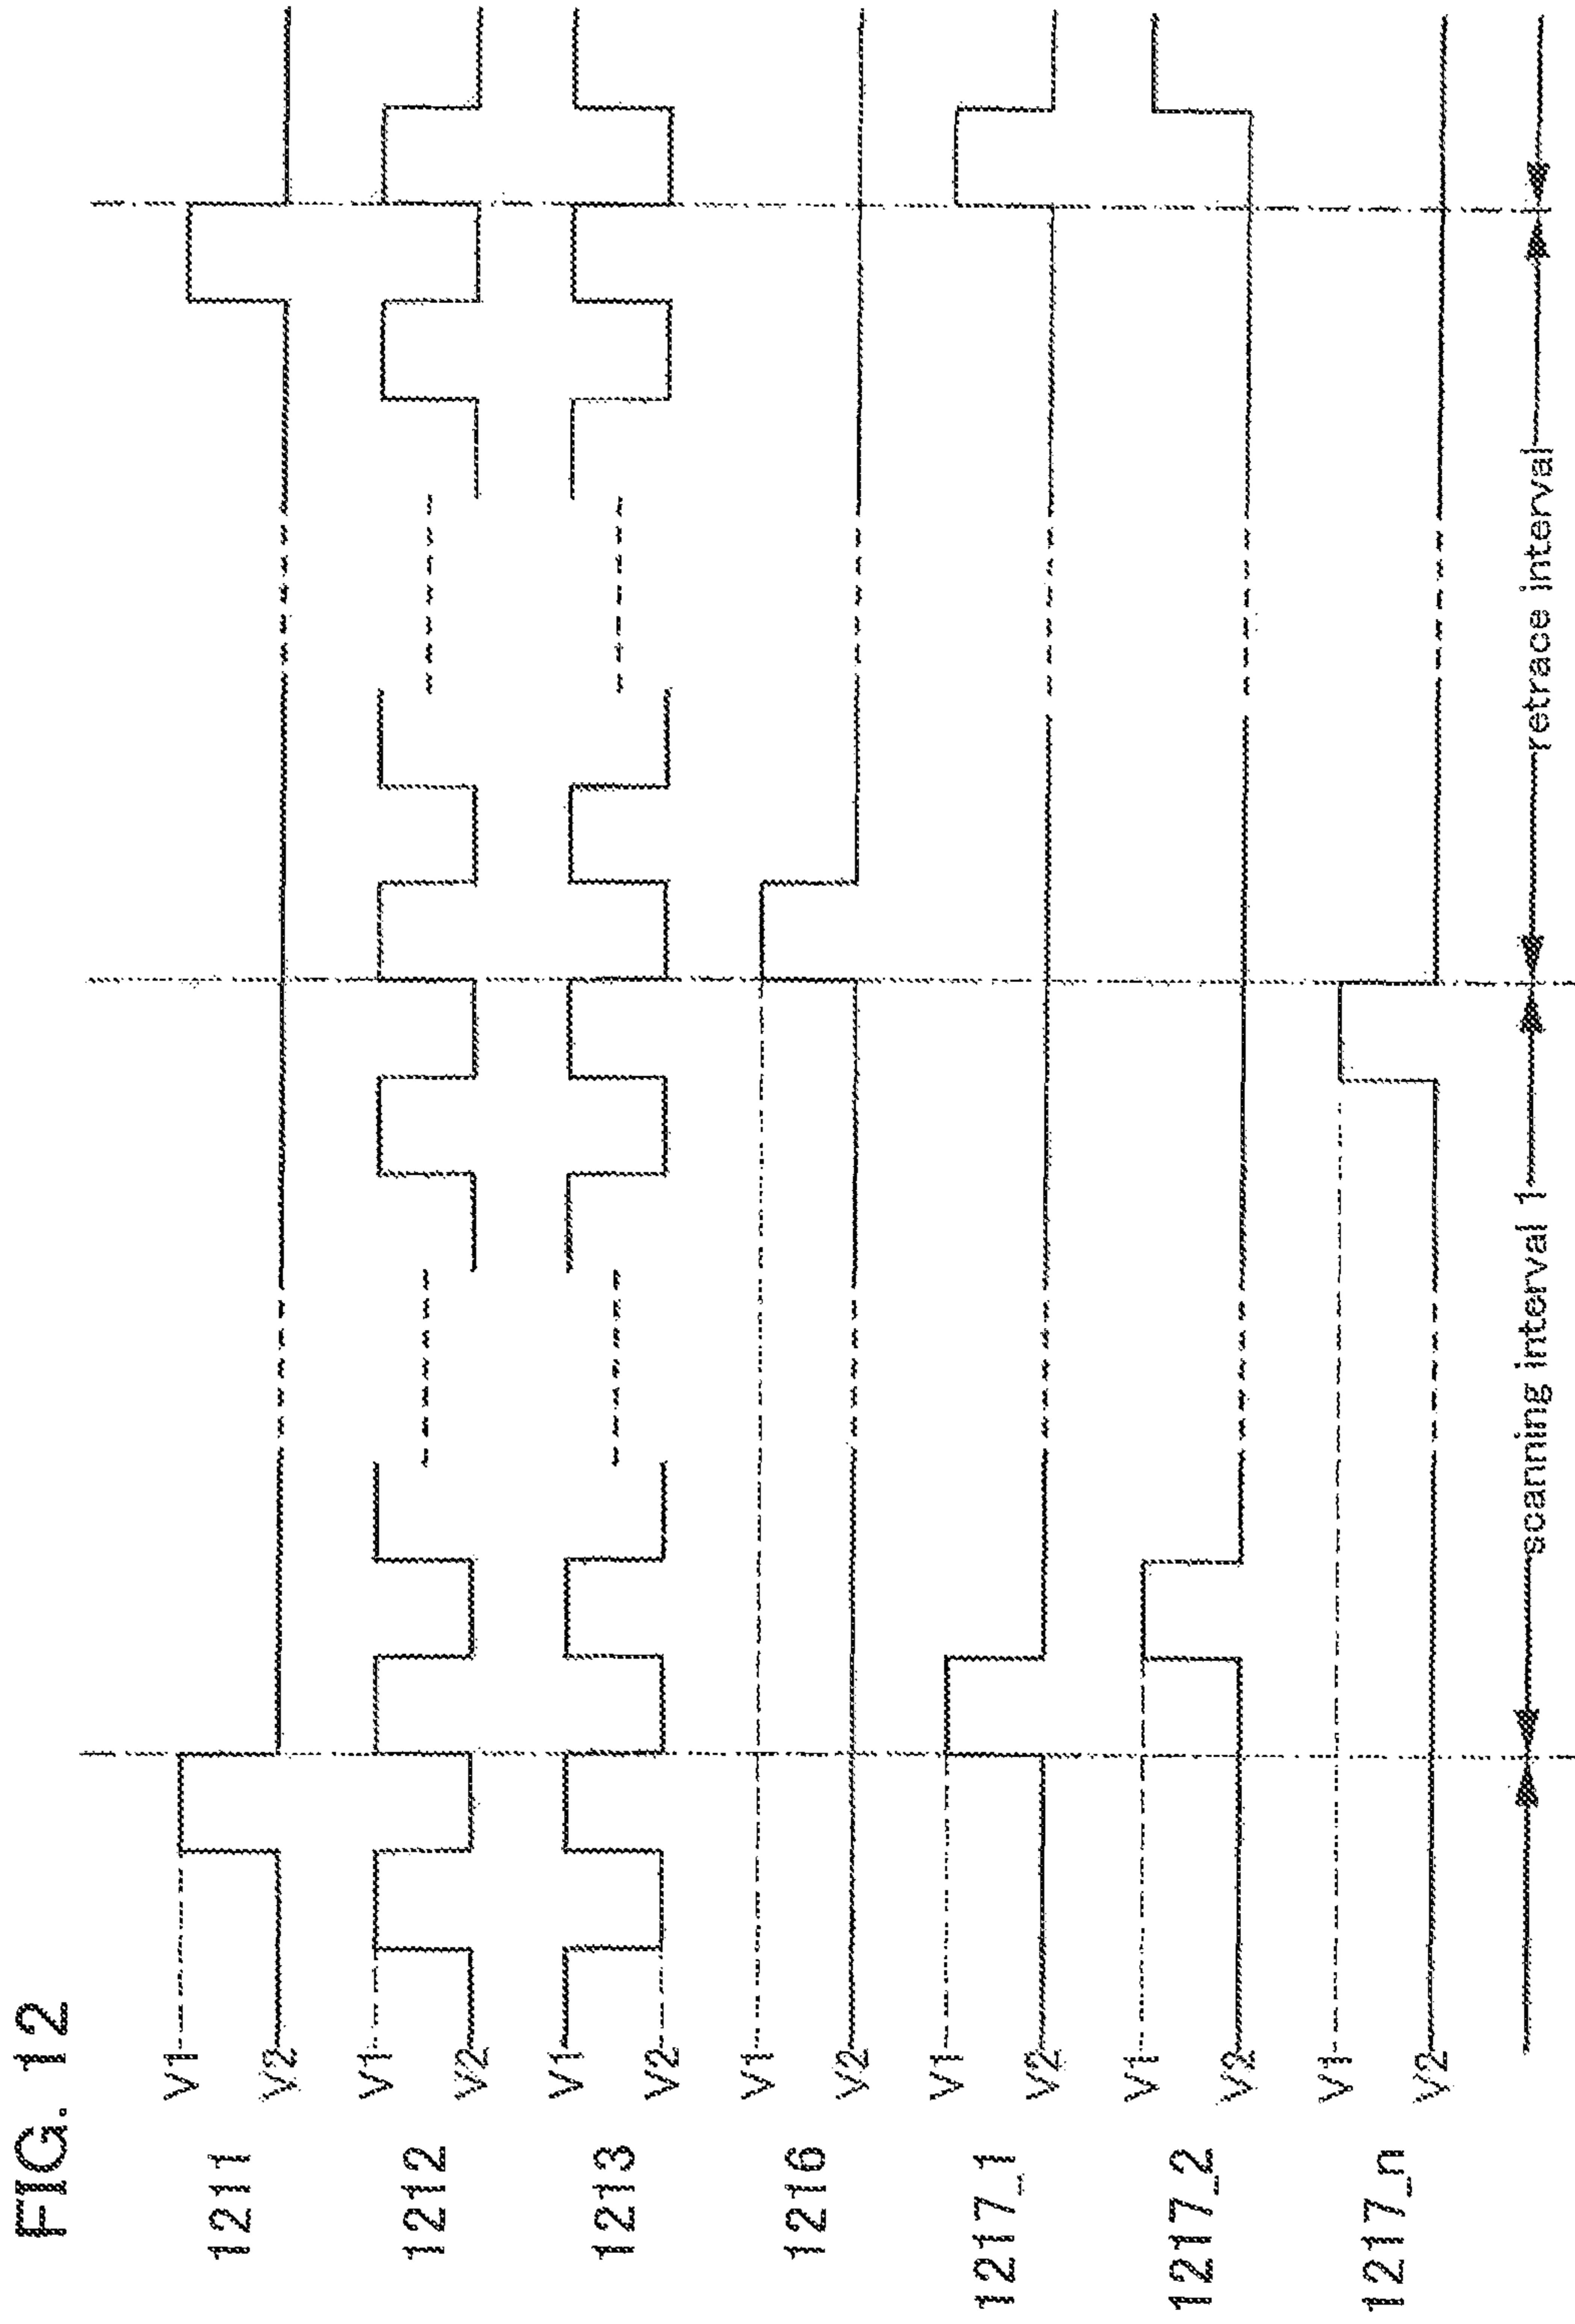 FIG. 12
1211
V1
V2
1212
V1
V2
1213
V1
V2
1216
V1
V2
1217_1
V1
V2
1217_2
V1
V2
1217_n
V1
V2
scanning interval 1
retrace interval